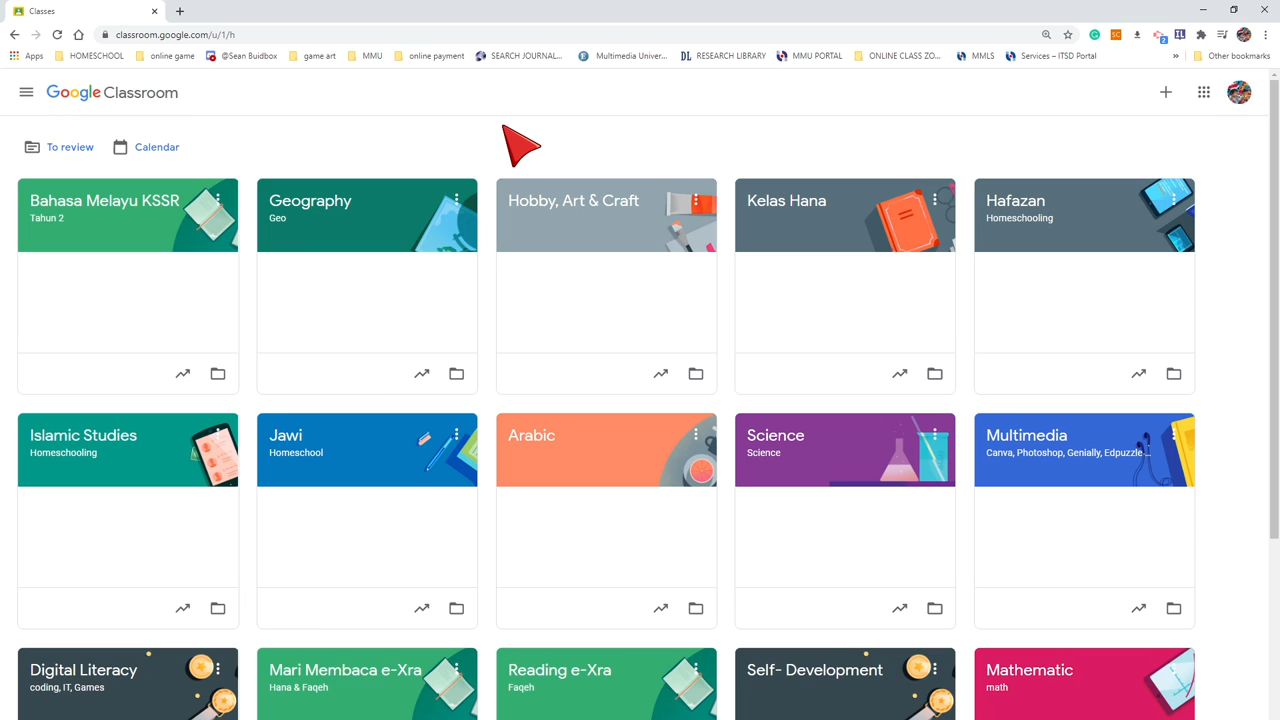 Classes
classroom.google.com/u/1/h
Apps HOMESCHOOL online game @Sean Buidbox game art MMU online payment SEARCH JOURNAL... Multimedia Univer... RESEARCH LIBRARY MMU PORTAL ONLINE CLASS ZO... MMLS Services – ITSD Portal » Other bookmarks
Google Classroom
To review Calendar
Bahasa Melayu KSSR
Tahun 2
Geography
Geo
Hobby, Art & Craft
Kelas Hana
Hafazan
Homeschooling
Islamic Studies
Homeschooling
Jawi
Homeschool
Arabic
Science
Science
Multimedia
Canva, Photoshop, Genially, Edpuzzle...
Digital Literacy
coding, IT, Games
Mari Membaca e-Xra
Hana & Faqeh
Reading e-Xra
Faqeh
Self- Development
Mathematic
math